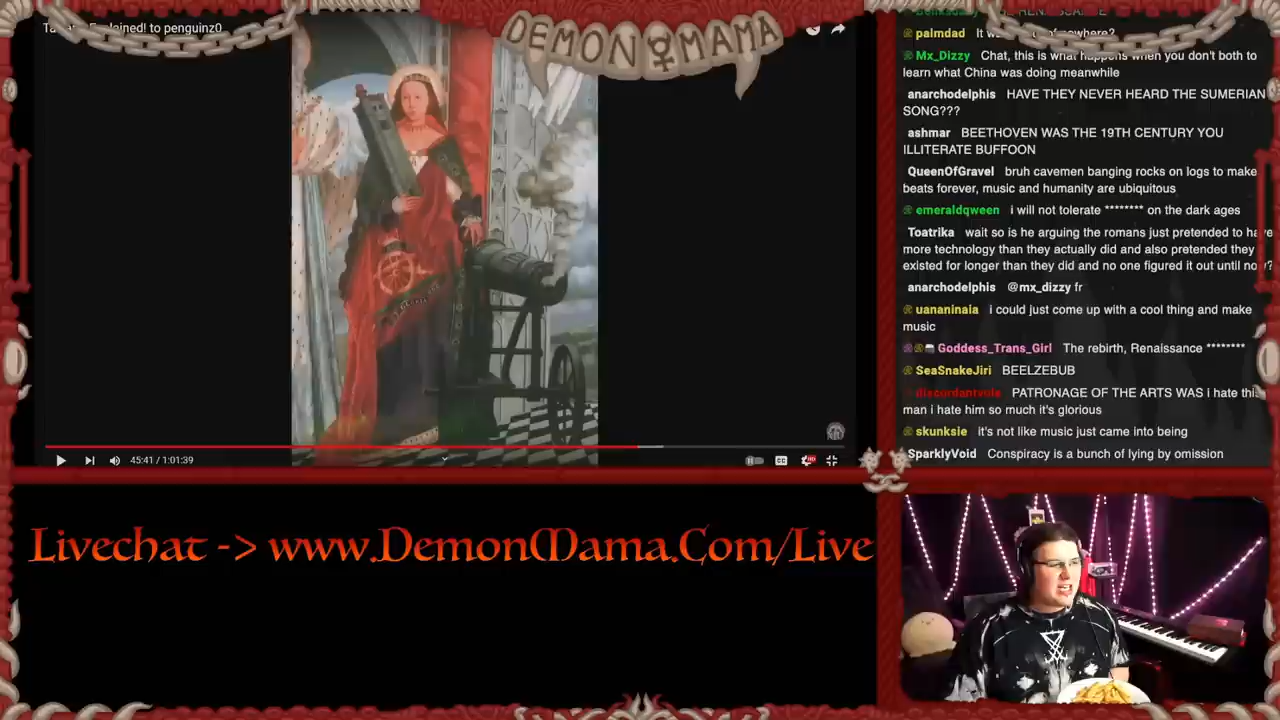 DEMON MAMA
to penguinz0
45:41 / 1:01:39
palmdad
Mx_Dizzy Chat, this is what happens when you don't both to
learn what China was doing meanwhile
anarchodelphis HAVE THEY NEVER HEARD THE SUMERIAN
SONG???
ashmar BEETHOVEN WAS THE 19TH CENTURY YOU
ILLITERATE BUFFOON
QueenOfGravel bruh cavemen banging rocks on logs to make
beats forever, music and humanity are ubiquitous
emeraldqween i will not tolerate ******** on the dark ages
Toatrika wait so is he arguing the romans just pretended to have
more technology than they actually did and also pretended they
existed for longer than they did and no one figured it out until now?
anarchodelphis @mx_dizzy fr
uananinaia i could just come up with a cool thing and make
music
Goddess_Trans_Girl The rebirth, Renaissance ********
SeaSnakeJiri BEELZEBUB
discordantvole PATRONAGE OF THE ARTS WAS i hate this
man i hate him so much it's glorious
skunksie it's not like music just came into being
SparklyVoid Conspiracy is a bunch of lying by omission
Livechat -> www.DemonMama.Com/Live